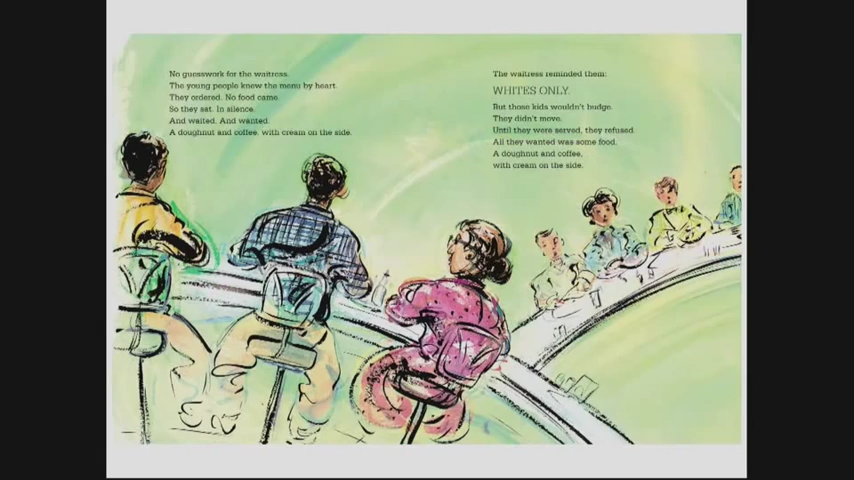 No guesswork for the waitress.
The young people knew the menu by heart.
They ordered. No food came.
So they sat. In silence.
And waited. And wanted.
A doughnut and coffee, with cream on the side.
The waitress reminded them:
WHITES ONLY.
But those kids wouldn't budge.
They didn't move.
Until they were served, they refused.
All they wanted was some food.
A doughnut and coffee,
with cream on the side.